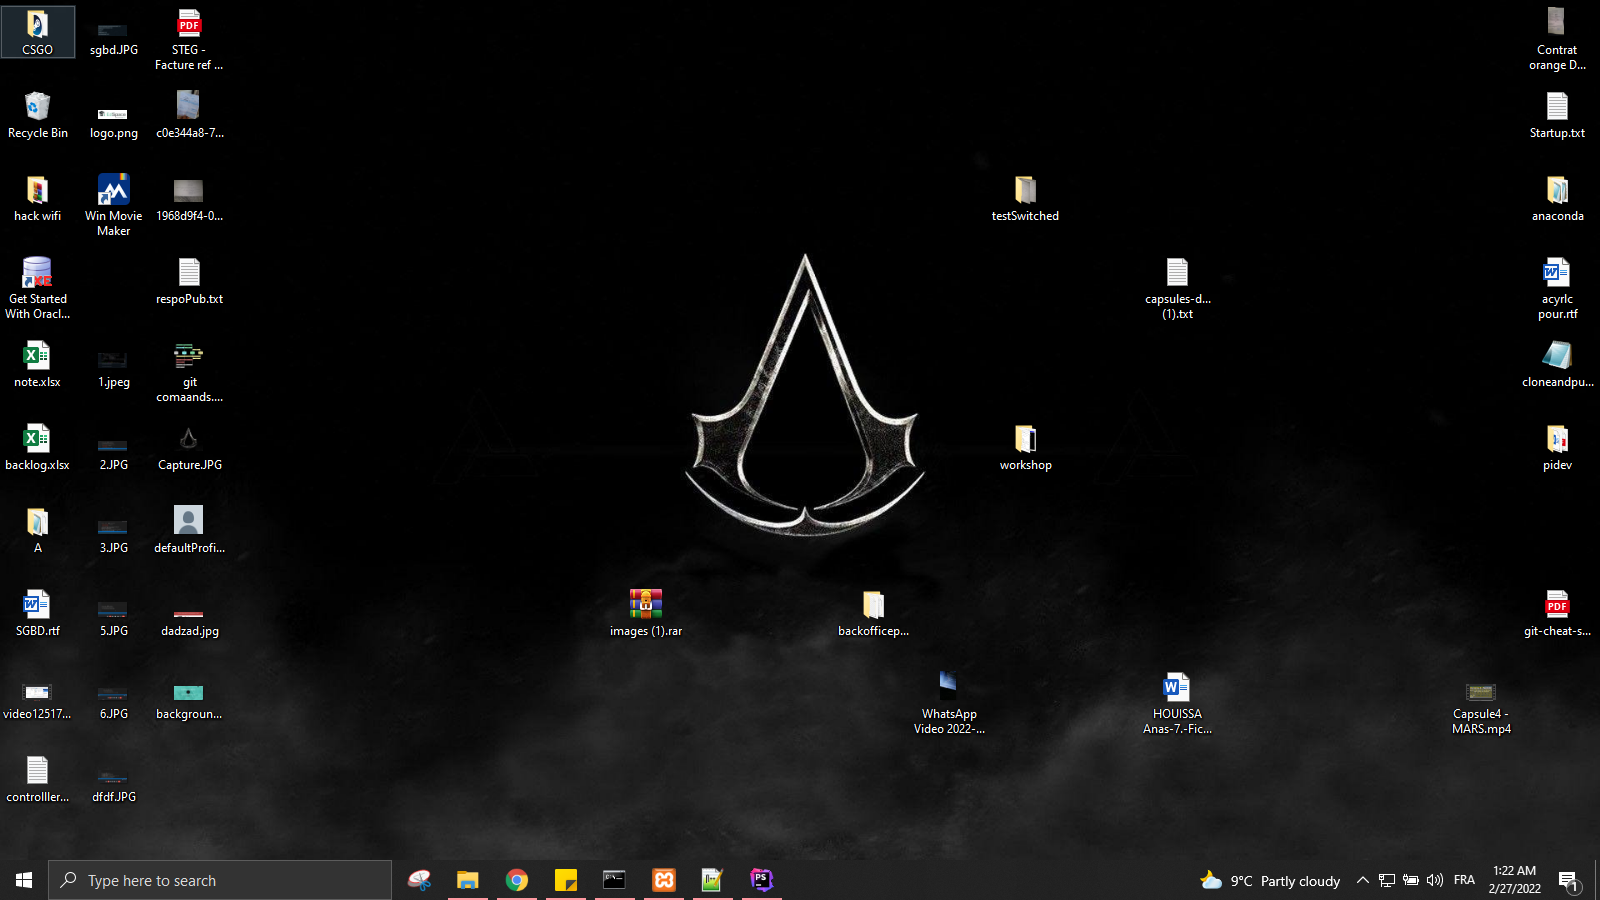 CSGO
sgbd.JPG
STEG -
Facture ref ...
Contrat
orange D...
Recycle Bin
logo.png
c0e344a8-7...
Startup.txt
hack wifi
Win Movie
Maker
1968d9f4-0...
testSwitched
anaconda
Get Started
With Oracl...
respoPub.txt
capsules-d...
(1).txt
acyrlc
pour.rtf
note.xlsx
1.jpeg
git
comaands....
cloneandpu...
backlog.xlsx
2.JPG
Capture.JPG
workshop
pidev
A
3.JPG
defaultProfi...
SGBD.rtf
5.JPG
dadzad.jpg
images (1).rar
backofficep...
git-cheat-s...
video12517...
6.JPG
backgroun...
WhatsApp
Video 2022-...
HOUISSA
Anas-7.-Fic...
Capsule4 -
MARS.mp4
controlller...
dfdf.JPG
Type here to search
9°C Partly cloudy
FRA
1:22 AM
2/27/2022
1